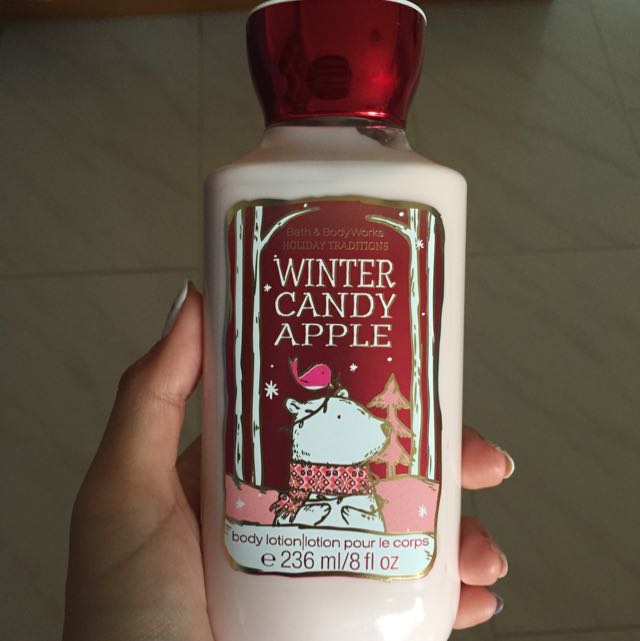 Bath & Body Works
HOLIDAY TRADITIONS
WINTER
CANDY
APPLE
body lotion|lotion pour le corps
℮ 236 ml/8 fl oz